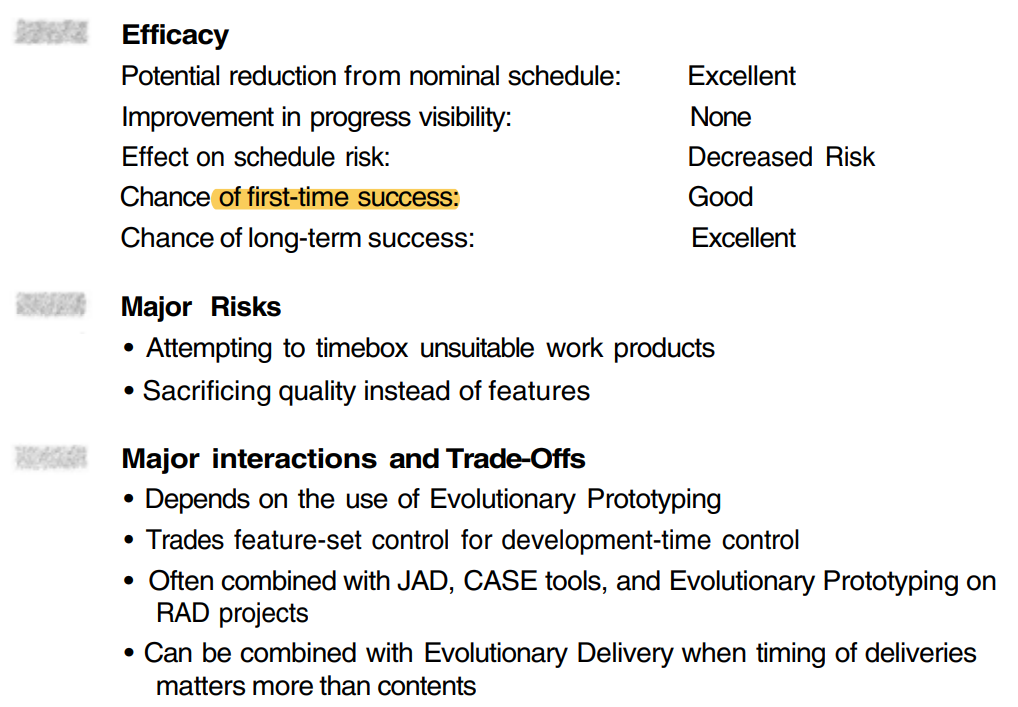 Efficacy
Potential reduction from nominal schedule: Excellent
Improvement in progress visibility: None
Effect on schedule risk: Decreased Risk
Chance of first-time success: Good
Chance of long-term success: Excellent
Major Risks
• Attempting to timebox unsuitable work products
• Sacrificing quality instead of features
Major interactions and Trade-Offs
• Depends on the use of Evolutionary Prototyping
• Trades feature-set control for development-time control
• Often combined with JAD, CASE tools, and Evolutionary Prototyping on
RAD projects
• Can be combined with Evolutionary Delivery when timing of deliveries
matters more than contents